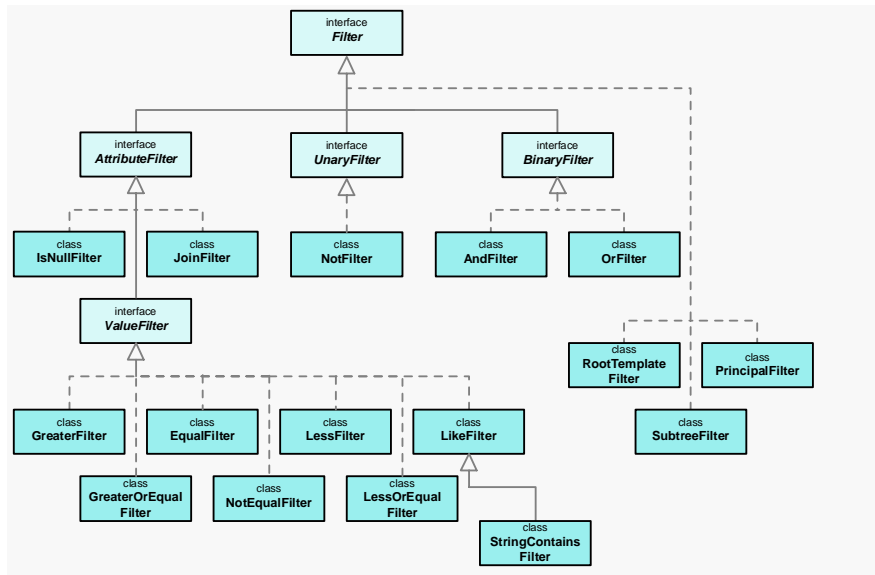 interface
Filter
interface
AttributeFilter
interface
UnaryFilter
interface
BinaryFilter
class
IsNullFilter
class
JoinFilter
class
NotFilter
class
AndFilter
class
OrFilter
interface
ValueFilter
class
RootTemplate
Filter
class
PrincipalFilter
class
GreaterFilter
class
EqualFilter
class
LessFilter
class
LikeFilter
class
SubtreeFilter
class
GreaterOrEqual
Filter
class
NotEqualFilter
class
LessOrEqual
Filter
class
StringContains
Filter